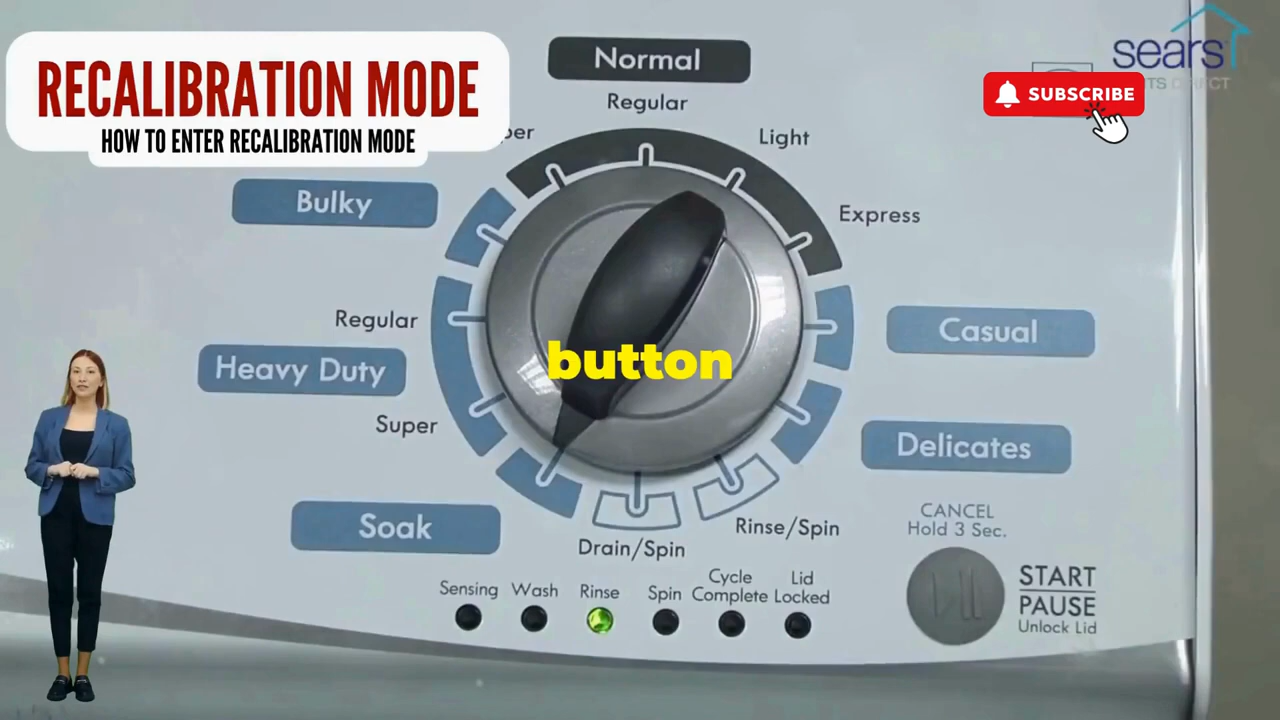 RECALIBRATION MODE
HOW TO ENTER RECALIBRATION MODE
sears
DIRECT
SUBSCRIBE
Normal
Regular
Light
Express
Bulky
Regular
Casual
button
Heavy Duty
Super
Delicates
Soak
Rinse/Spin
Drain/Spin
CANCEL
Hold 3 Sec.
Sensing
Wash
Rinse
Spin
Cycle
Complete
Lid
Locked
START
PAUSE
Unlock Lid